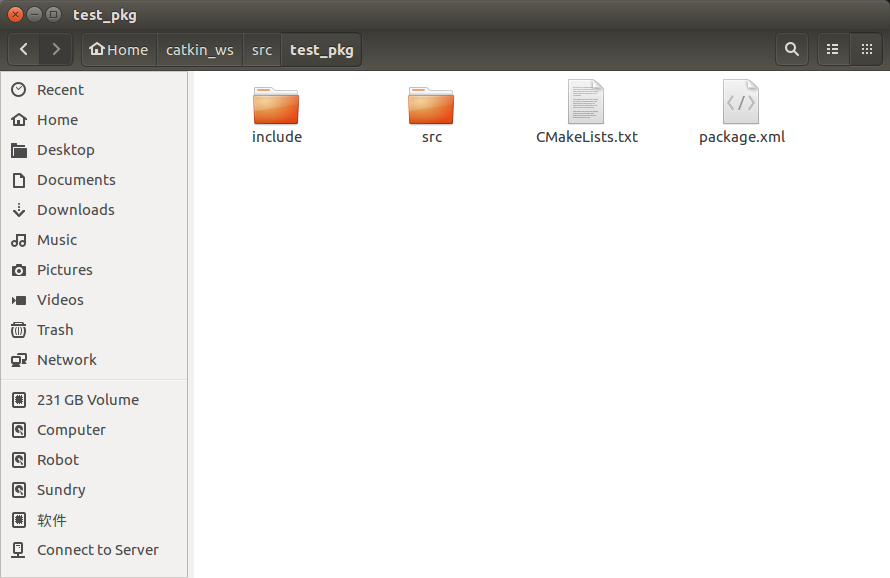 test_pkg
Home catkin_ws src test_pkg
Recent
Home
Desktop
Documents
Downloads
Music
Pictures
Videos
Trash
Network
231 GB Volume
Computer
Robot
Sundry
软件
Connect to Server
include src CMakeLists.txt package.xml